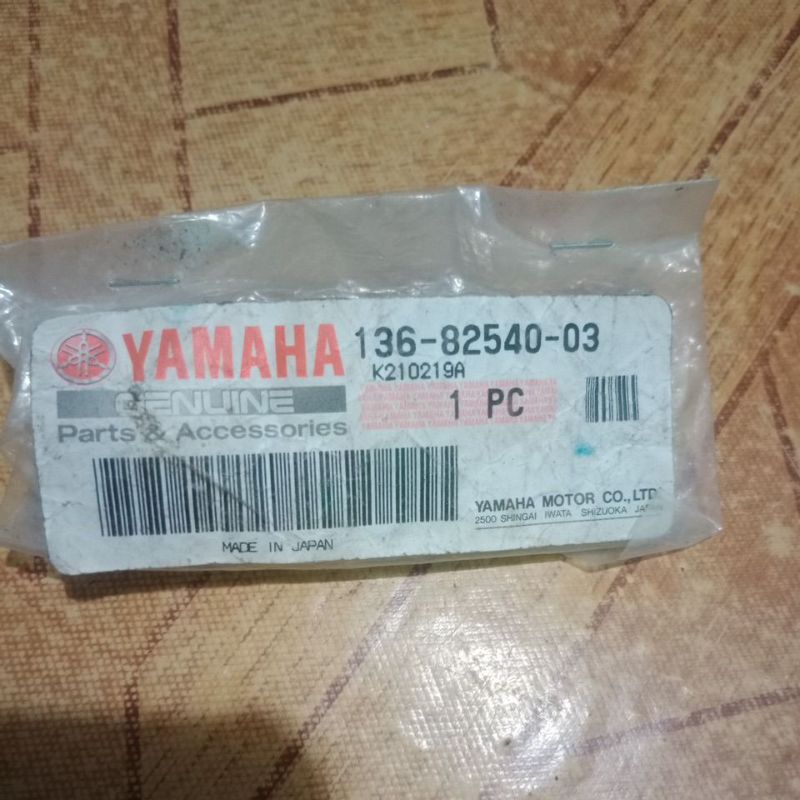 YAMAHA 136-82540-03
K210219A
GENUINE
1 PC
Parts & Accessories
YAMAHA MOTOR CO.,LTD
2500 SHINGAI IWATA SHIZUOKA JAPAN
MADE IN JAPAN